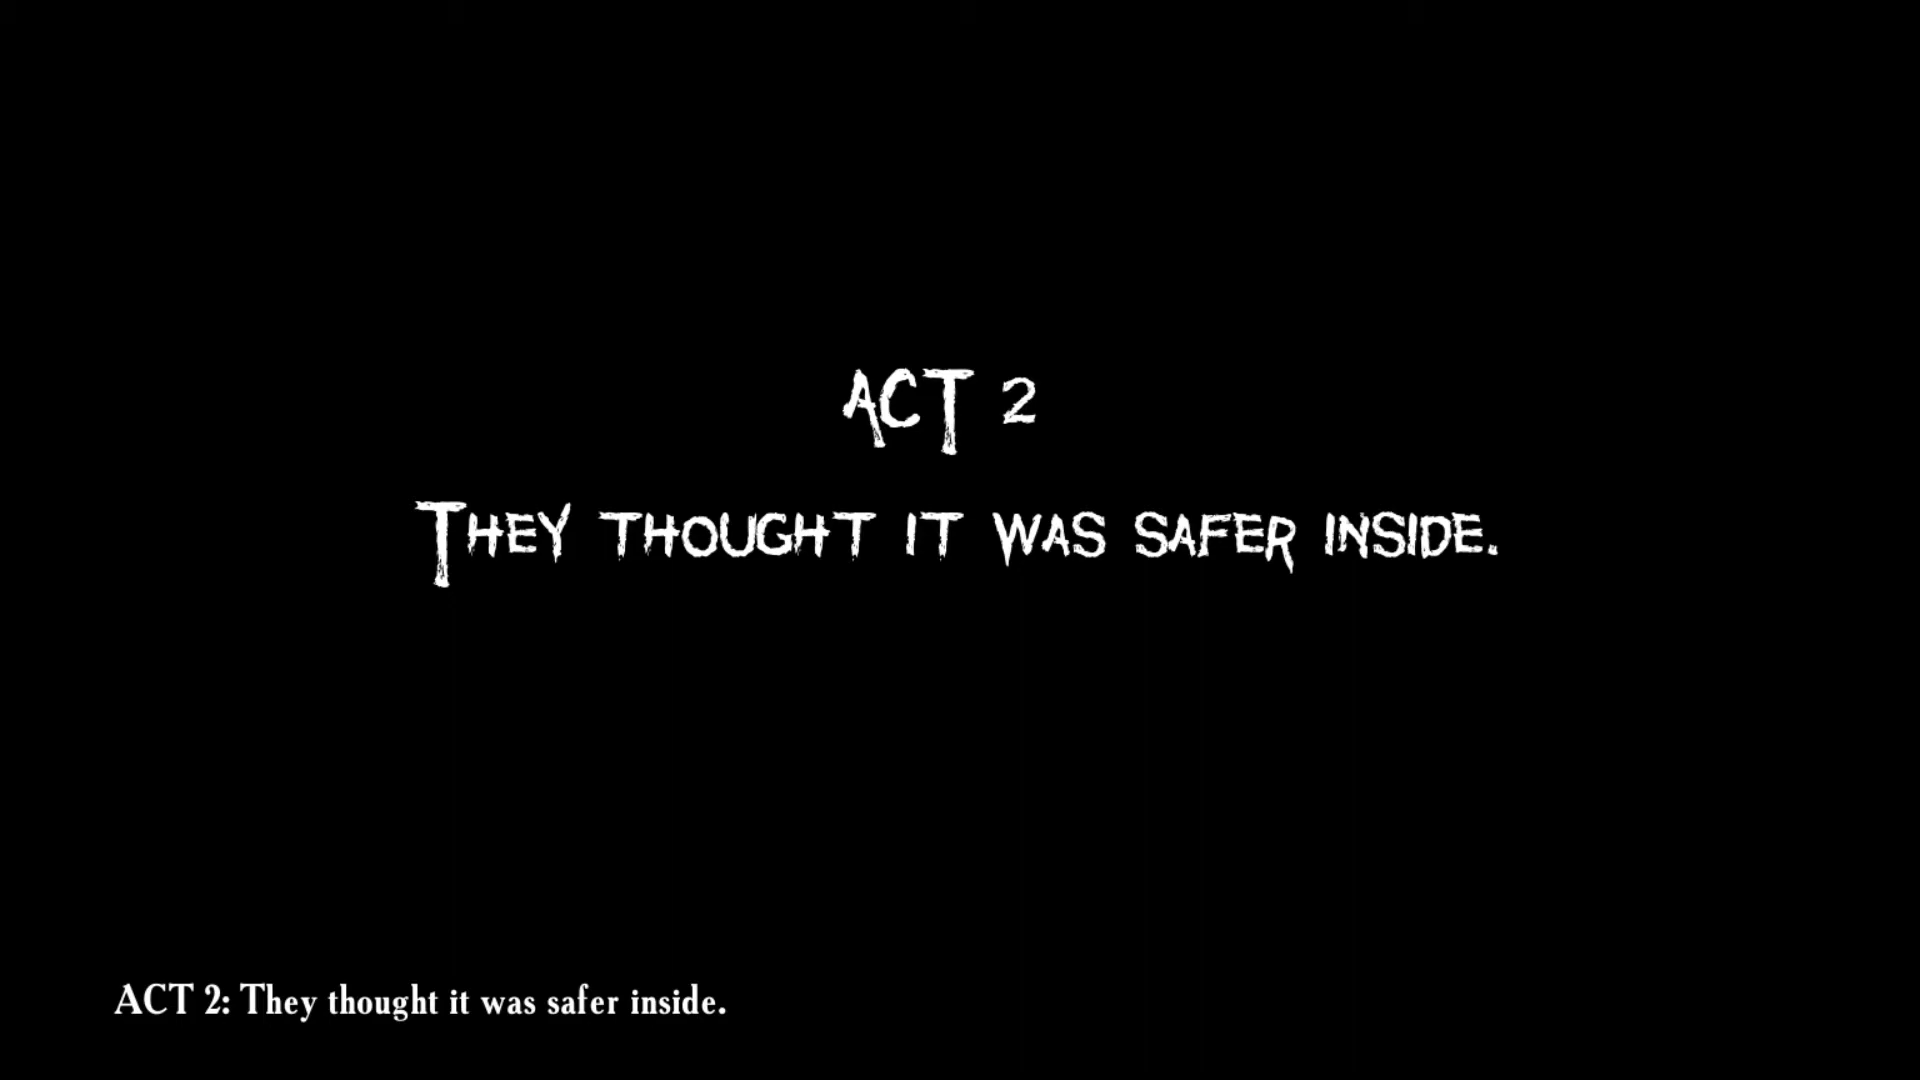 ACT 2
They thought it was safer inside.
ACT 2: They thought it was safer inside.